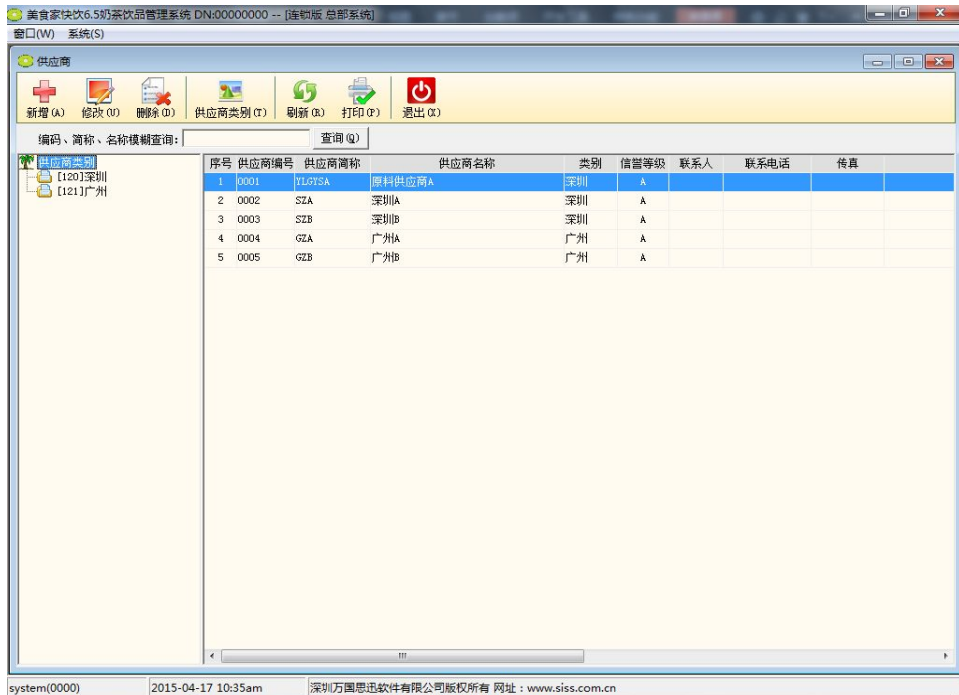 美食家快饮6.5奶茶饮品管理系统 DN:00000000 -- [连锁版 总部系统]
窗口(W) 系统(S)
供应商
新增(A) 修改(U) 删除(D) 供应商类别(T) 刷新(R) 打印(P) 退出(X)
编码、简称、名称模糊查询: 查询(Q)
供应商类别
[120]深圳
[121]广州
序号 供应商编号 供应商简称 供应商名称 类别 信誉等级 联系人 联系电话 传真
1 0001 YLGYSA 原料供应商A 深圳 A
2 0002 SZA 深圳A 深圳 A
3 0003 SZB 深圳B 深圳 A
4 0004 GZA 广州A 广州 A
5 0005 GZB 广州B 广州 A
system(0000) 2015-04-17 10:35am 深圳万国思迅软件有限公司版权所有 网址：www.siss.com.cn